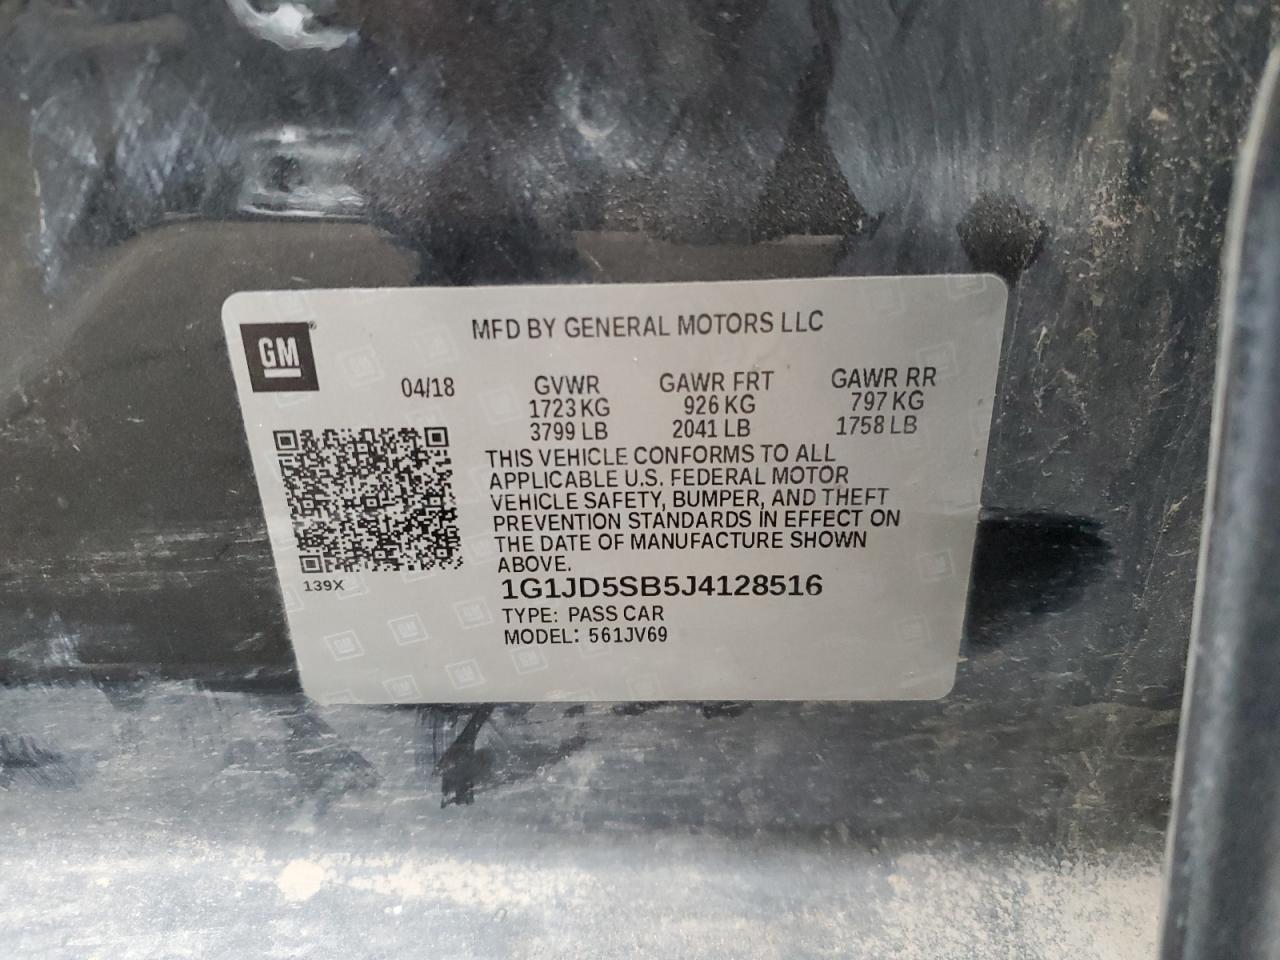 GM
MFD BY GENERAL MOTORS LLC
04/18
GVWR GAWR FRT GAWR RR
1723 KG 926 KG 797 KG
3799 LB 2041 LB 1758 LB
THIS VEHICLE CONFORMS TO ALL
APPLICABLE U.S. FEDERAL MOTOR
VEHICLE SAFETY, BUMPER, AND THEFT
PREVENTION STANDARDS IN EFFECT ON
THE DATE OF MANUFACTURE SHOWN
ABOVE.
139X
1G1JD5SB5J4128516
TYPE: PASS CAR
MODEL: 561JV69